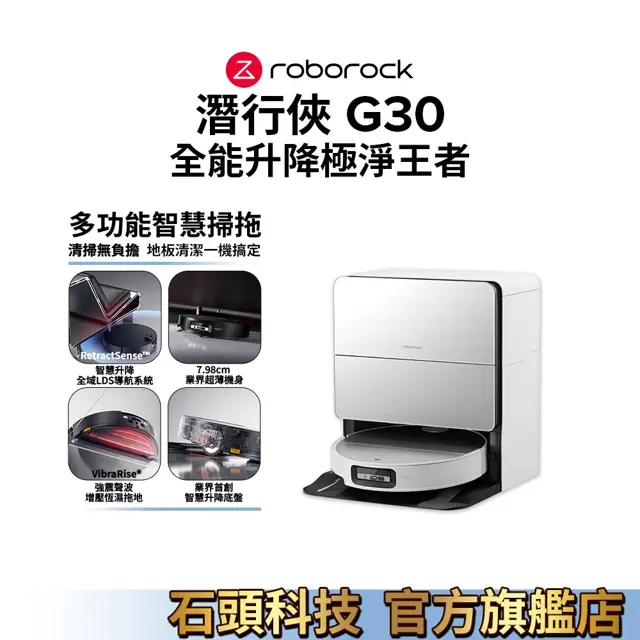 roborock
潛行俠 G30
全能升降極淨王者
多功能智慧掃拖
清掃無負擔 地板清潔一機搞定
RetractSense™
智慧升降
全域LDS導航系統
7.98cm
業界超薄機身
VibraRise®
強震聲波
增壓恆濕拖地
業界首創
智慧升降底盤
roborock
石頭科技 官方旗艦店